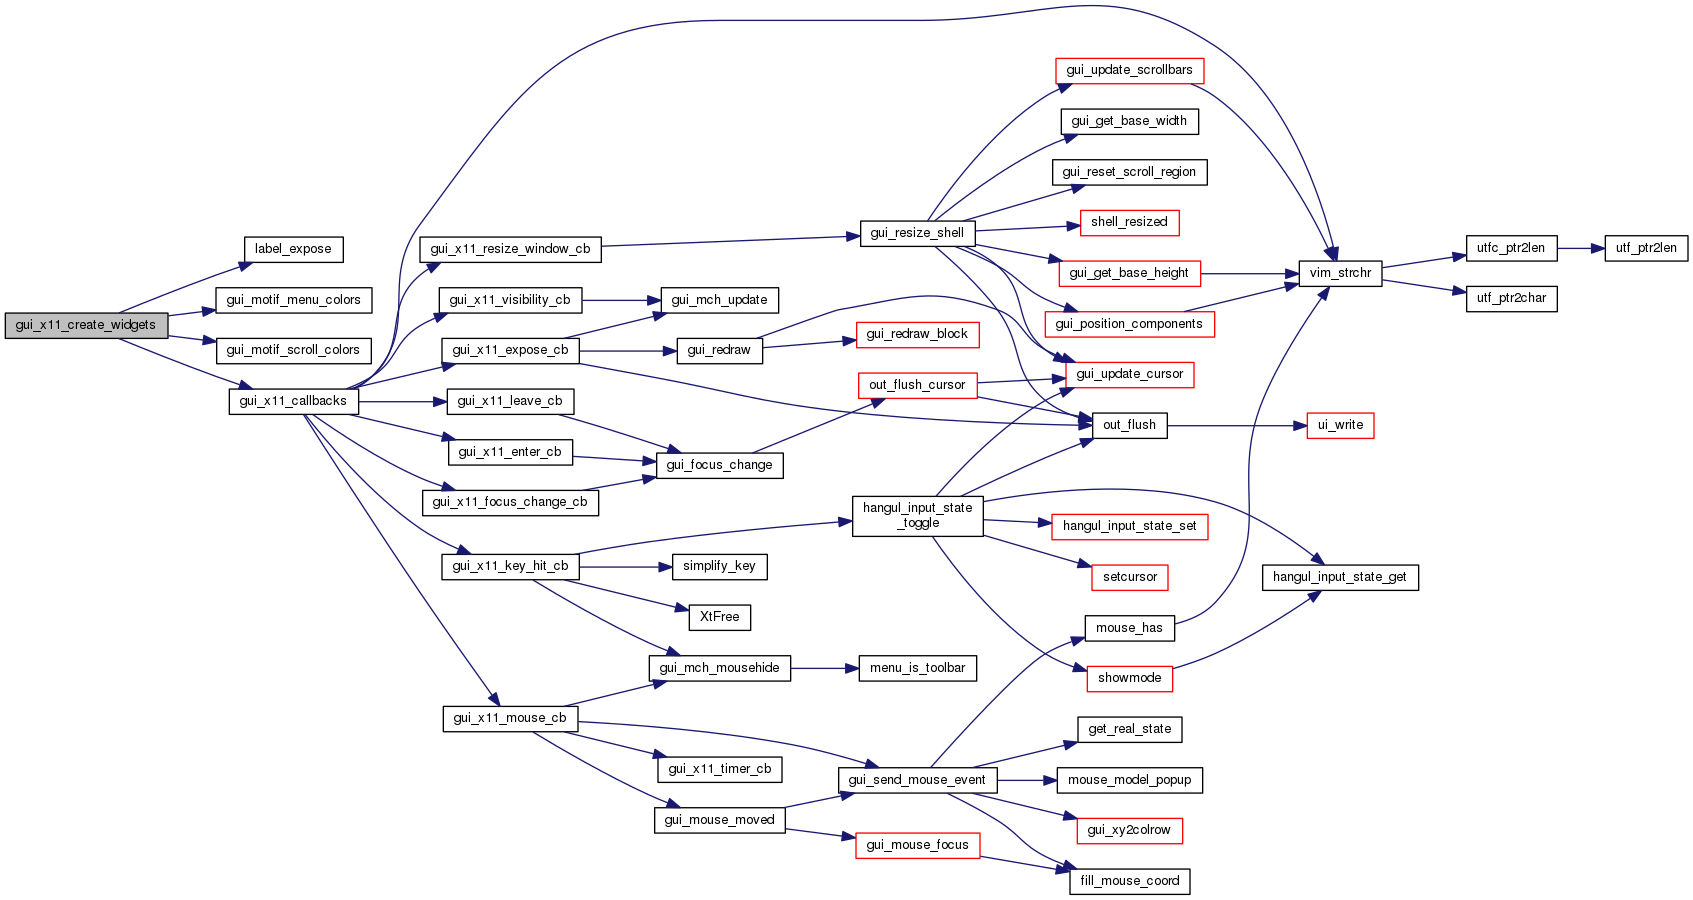 gui_x11_create_widgets
label_expose
gui_motif_menu_colors
gui_motif_scroll_colors
gui_x11_callbacks
gui_x11_resize_window_cb
gui_x11_visibility_cb
gui_x11_expose_cb
gui_x11_leave_cb
gui_x11_enter_cb
gui_x11_focus_change_cb
gui_x11_key_hit_cb
gui_x11_mouse_cb
gui_mch_update
gui_redraw
gui_focus_change
simplify_key
XtFree
gui_mch_mousehide
gui_x11_timer_cb
gui_mouse_moved
gui_resize_shell
gui_redraw_block
out_flush_cursor
hangul_input_state
_toggle
menu_is_toolbar
gui_send_mouse_event
gui_mouse_focus
gui_update_scrollbars
gui_get_base_width
gui_reset_scroll_region
shell_resized
gui_get_base_height
gui_position_components
gui_update_cursor
out_flush
hangul_input_state_set
setcursor
mouse_has
showmode
get_real_state
mouse_model_popup
gui_xy2colrow
fill_mouse_coord
vim_strchr
ui_write
hangul_input_state_get
utfc_ptr2len
utf_ptr2char
utf_ptr2len